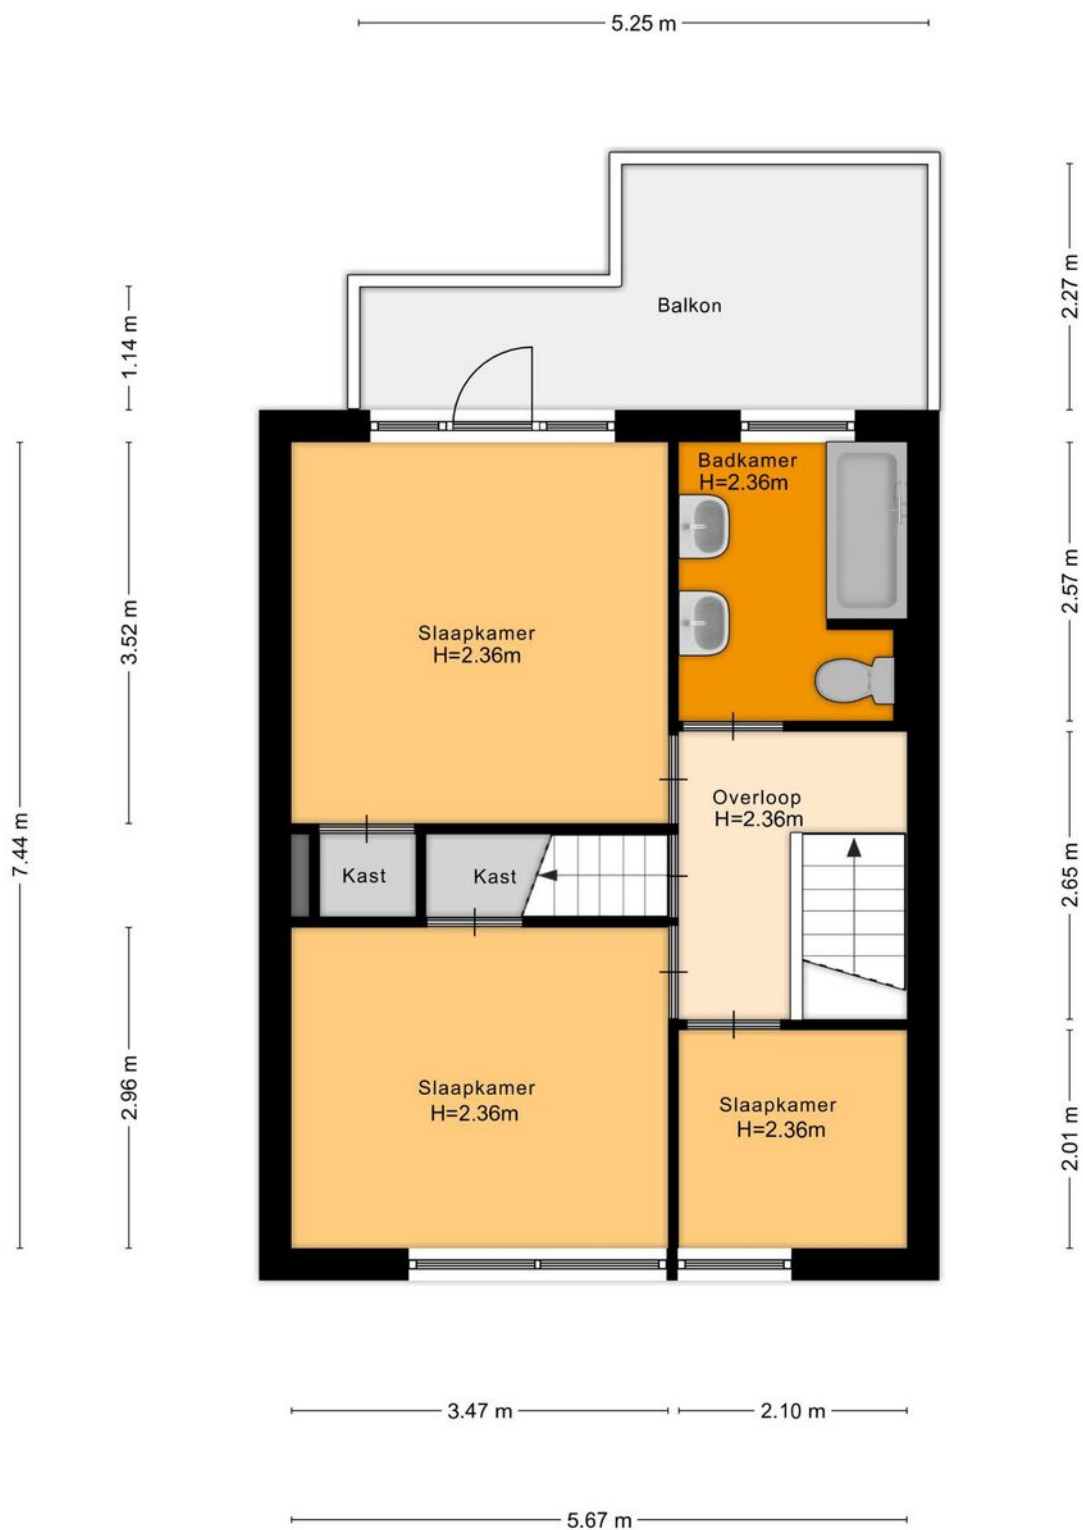 5.25 m
2.27 m
Balkon
1.14 m
Badkamer
H=2.36m
2.57 m
3.52 m
Slaapkamer
H=2.36m
Overloop
H=2.36m
7.44 m
2.65 m
Kast
Kast
2.96 m
Slaapkamer
H=2.36m
Slaapkamer
H=2.36m
2.01 m
3.47 m
2.10 m
5.67 m